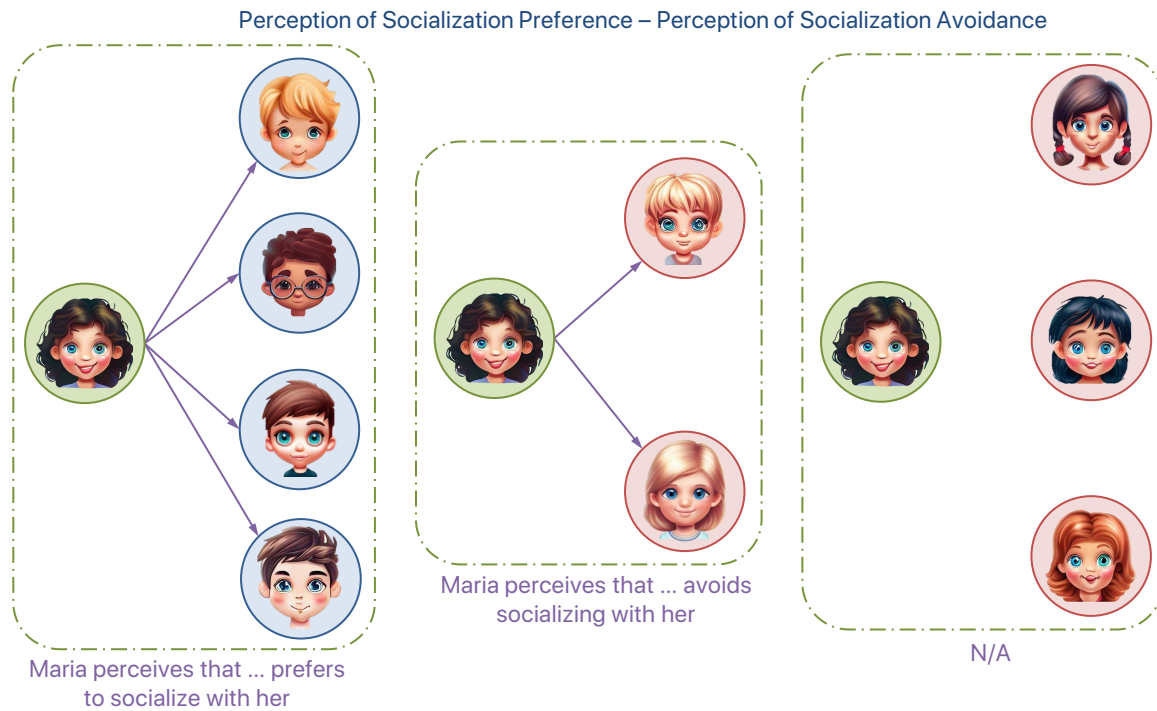 Perception of Socialization Preference – Perception of Socialization Avoidance
Maria perceives that ... prefers
to socialize with her
Maria perceives that ... avoids
socializing with her
N/A